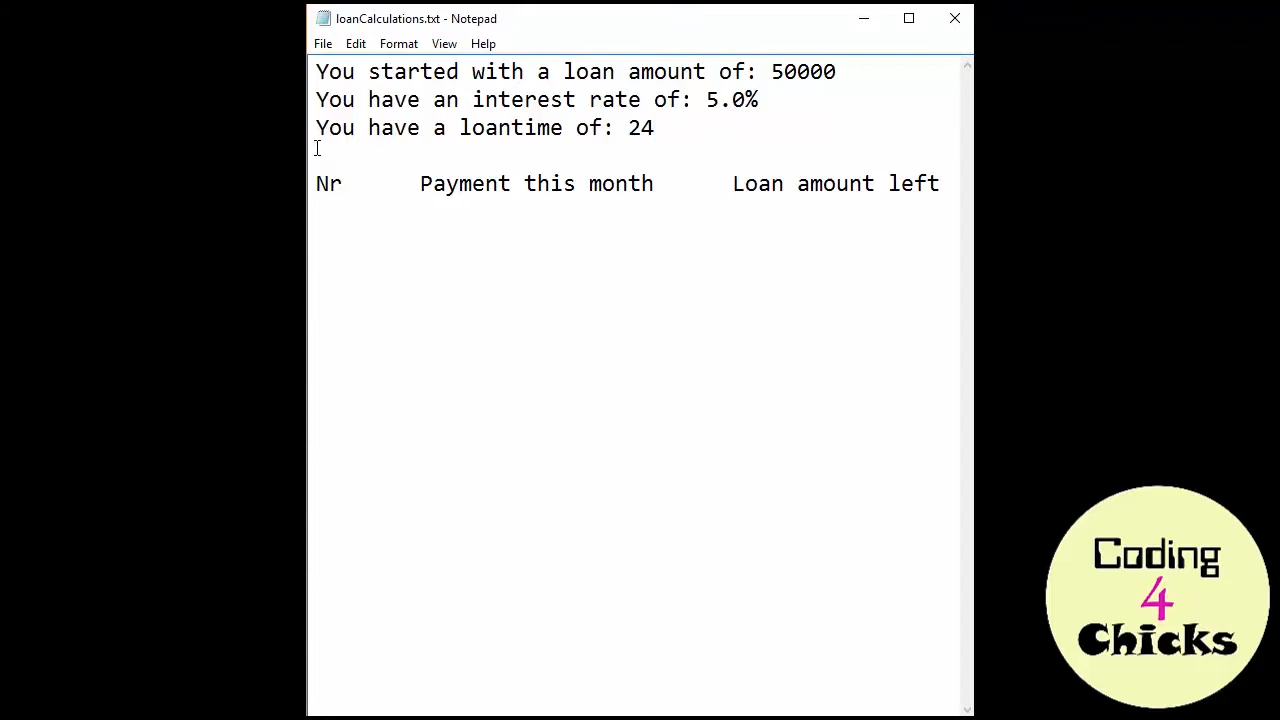 loanCalculations.txt - Notepad
File Edit Format View Help
You started with a loan amount of: 50000
You have an interest rate of: 5.0%
You have a loantime of: 24
Nr Payment this month Loan amount left
Coding
4
Chicks